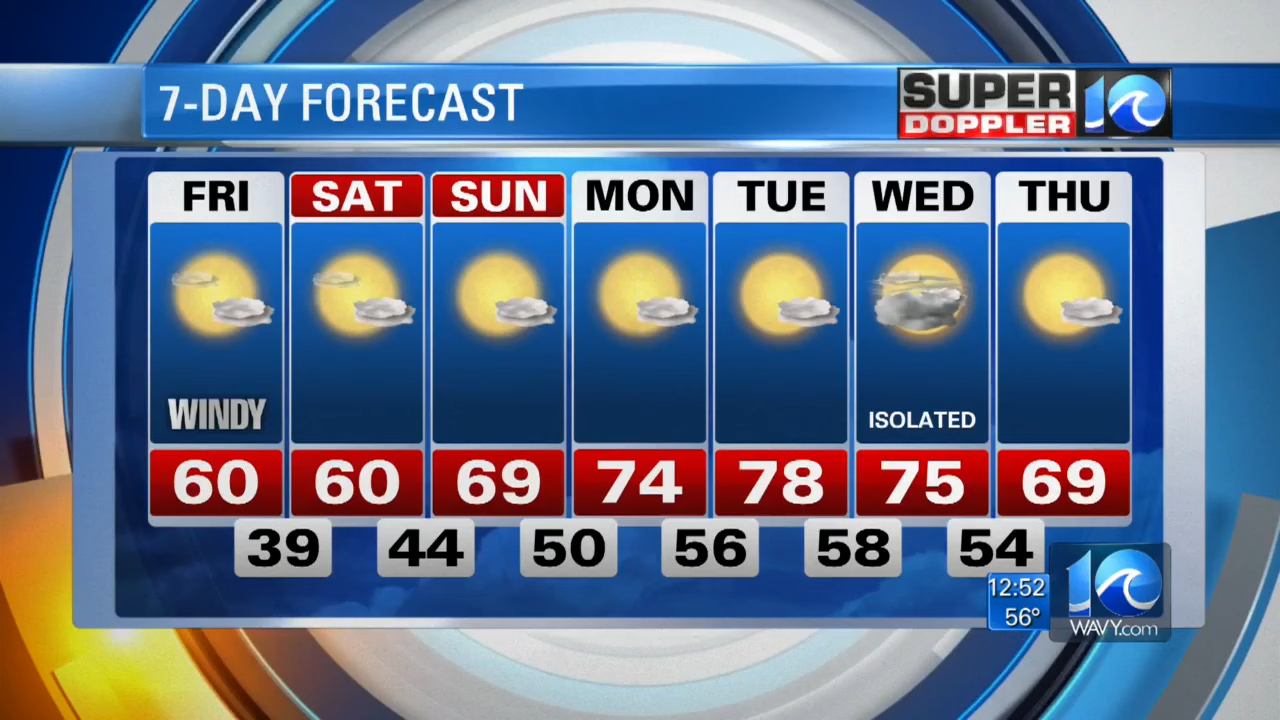 7-DAY FORECAST
SUPER
DOPPLER
10
FRI SAT SUN MON TUE WED THU
WINDY ISOLATED
60 60 69 74 78 75 69
39 44 50 56 58 54
12:52
56°
10
WAVY.com